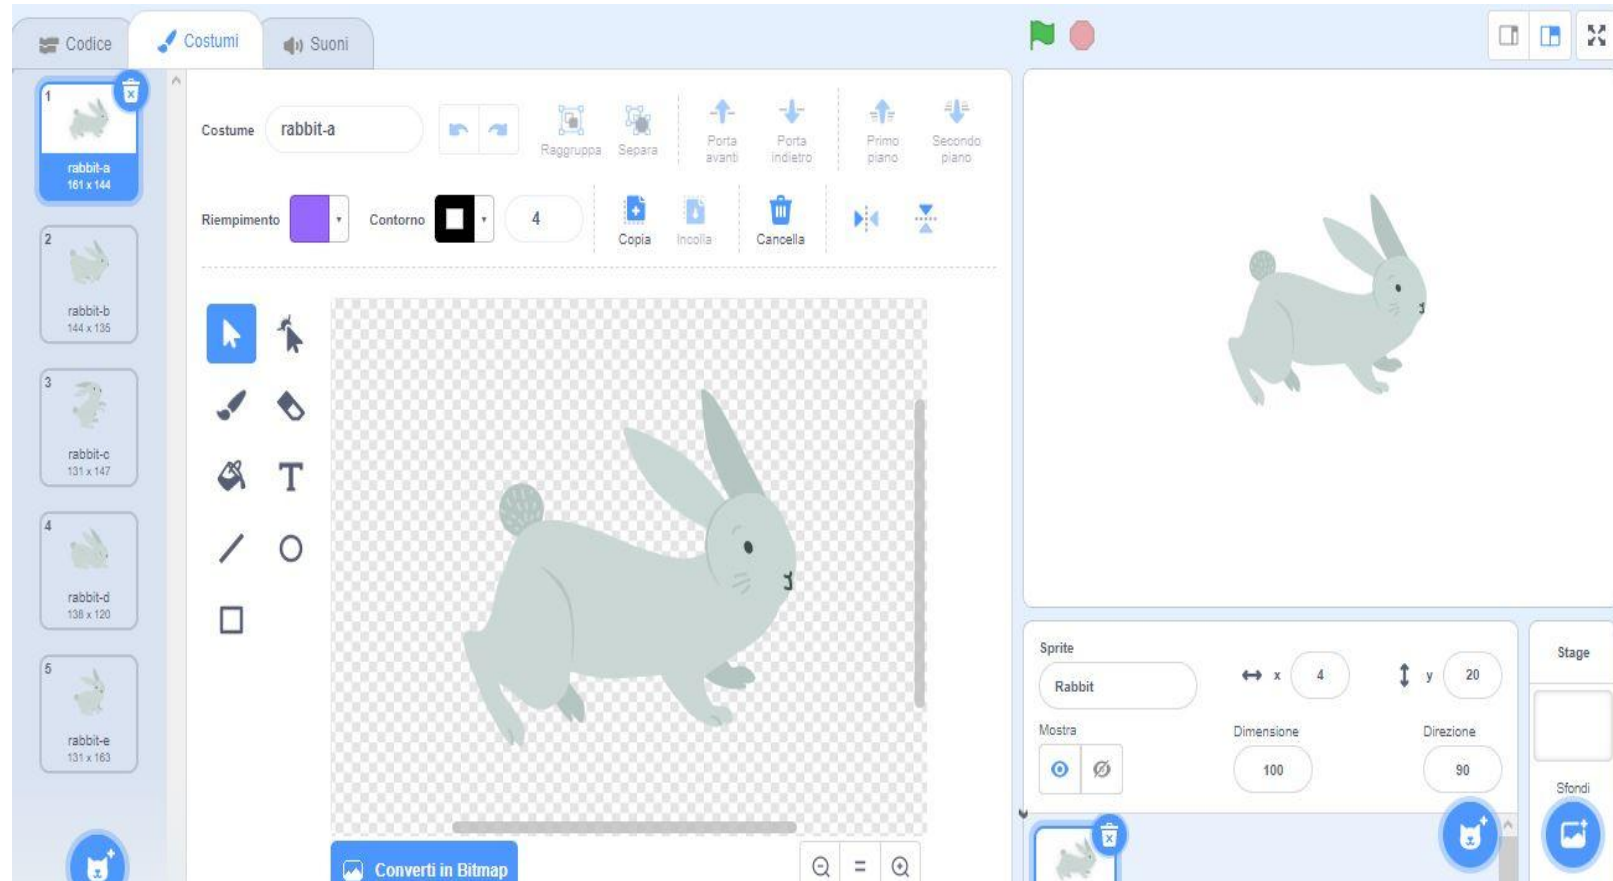 Codice
Costumi
Suoni
1
rabbit-a
161 x 144
2
rabbit-b
144 x 135
3
rabbit-c
131 x 147
4
rabbit-d
138 x 120
5
rabbit-e
131 x 163
Costume
rabbit-a
Raggruppa
Separa
Porta
avanti
Porta
indietro
Primo
piano
Secondo
piano
Riempimento
Contorno
4
Copia
Incolla
Cancella
T
Converti in Bitmap
=
Sprite
Rabbit
x
4
y
20
Mostra
Dimensione
100
Direzione
90
Stage
Sfondi